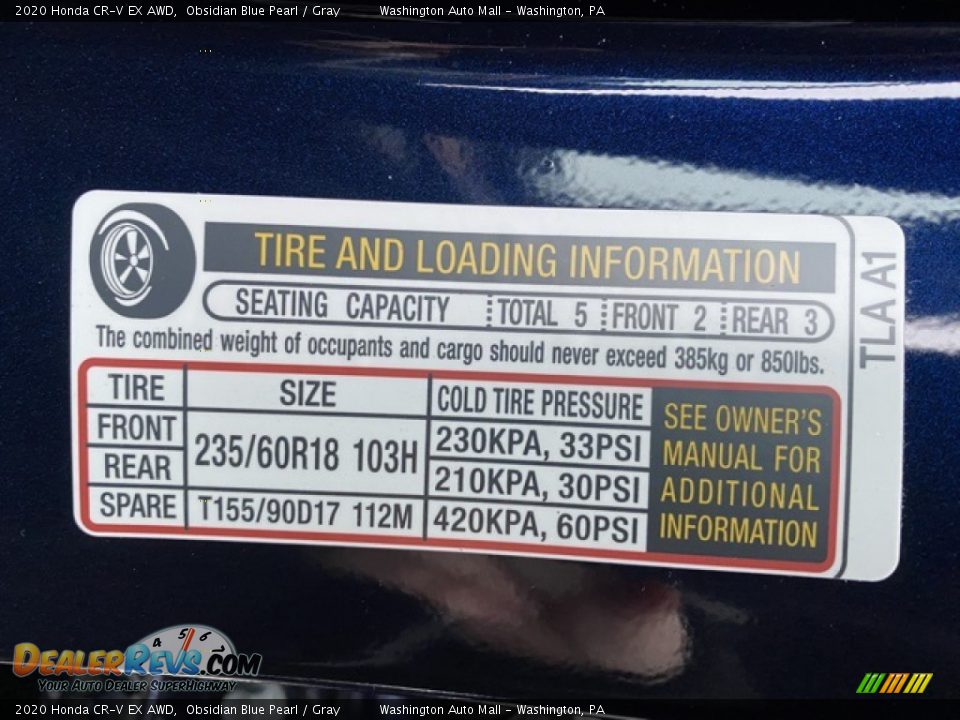 2020 Honda CR-V EX AWD, Obsidian Blue Pearl / Gray Washington Auto Mall - Washington, PA
TIRE AND LOADING INFORMATION
SEATING CAPACITY TOTAL 5 FRONT 2 REAR 3
The combined weight of occupants and cargo should never exceed 385kg or 850lbs.
TLA A1
TIRE SIZE COLD TIRE PRESSURE
FRONT 235/60R18 103H 230KPA, 33PSI
REAR 210KPA, 30PSI
SPARE T155/90D17 112M 420KPA, 60PSI
SEE OWNER'S
MANUAL FOR
ADDITIONAL
INFORMATION
4 5 6
DEALERREVS.COM
YOUR AUTO DEALER SUPERHIGHWAY
2020 Honda CR-V EX AWD, Obsidian Blue Pearl / Gray Washington Auto Mall - Washington, PA